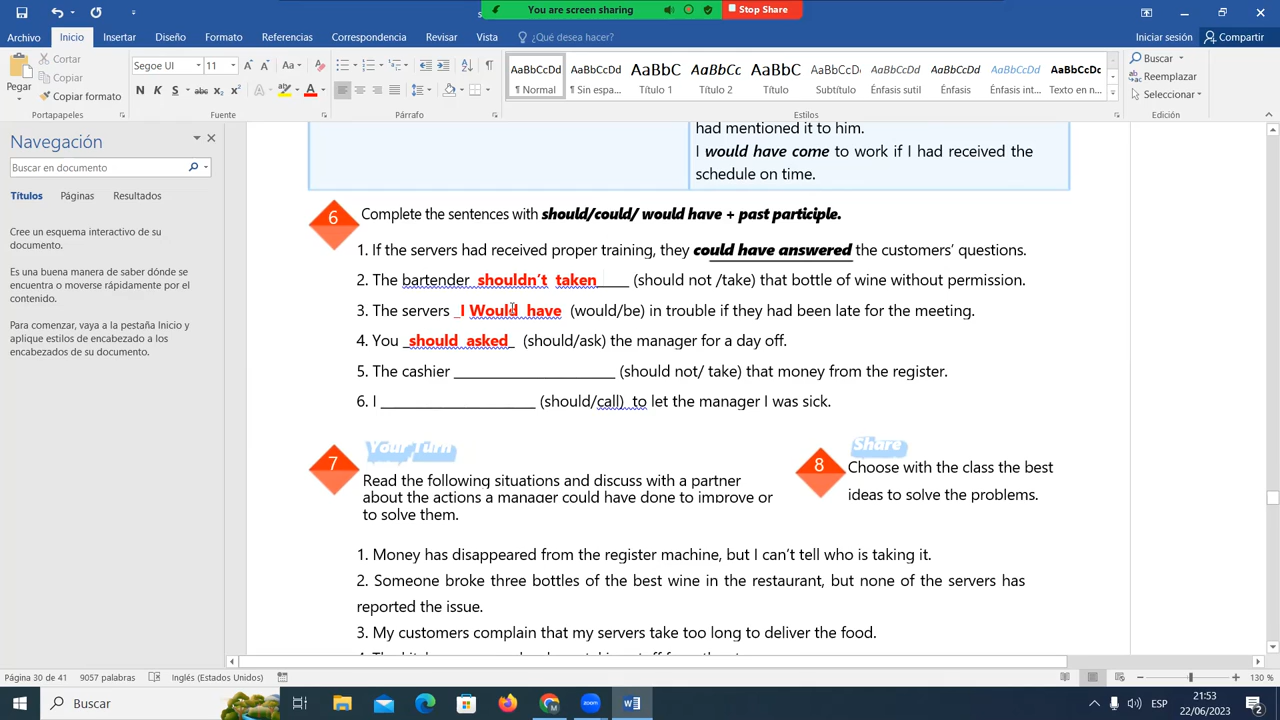 You are screen sharing
Stop Share
Iniciar sesión
Compartir
Archivo
Inicio
Insertar
Diseño
Formato
Referencias
Correspondencia
Revisar
Vista
¿Qué desea hacer?
Pegar
Cortar
Copiar
Copiar formato
Segoe UI
11
N K S abc x₂ x²
Aa
AaBbCcDd AaBbCcDd AaBbC AaBbCc AaBbC AaBbCcD AaBbCcDd AaBbCcDd AaBbCcDd AaBbCcDc
¶ Normal
¶ Sin espa...
Título 1
Título 2
Título
Subtítulo
Énfasis sutil
Énfasis
Énfasis int...
Texto en n...
Buscar
Reemplazar
Seleccionar
Portapapeles
Fuente
Párrafo
Estilos
Edición
Navegación
Buscar en documento
Títulos
Páginas
Resultados
Cree un esquema interactivo de su
documento.
Es una buena manera de saber dónde se
encuentra o moverse rápidamente por el
contenido.
Para comenzar, vaya a la pestaña Inicio y
aplique estilos de encabezado a los
encabezados de su documento.
had mentioned it to him.
I would have come to work if I had received the
schedule on time.
6
Complete the sentences with should/could/ would have + past participle.
1. If the servers had received proper training, they could have answered the customers' questions.
2. The bartender shouldn't taken____ (should not /take) that bottle of wine without permission.
3. The servers _I Would have (would/be) in trouble if they had been late for the meeting.
4. You _should asked_ (should/ask) the manager for a day off.
5. The cashier ____________________ (should not/ take) that money from the register.
6. I ___________________ (should/call) to let the manager I was sick.
7
Your Turn
Read the following situations and discuss with a partner
about the actions a manager could have done to improve or
to solve them.
8
Share
Choose with the class the best
ideas to solve the problems.
1. Money has disappeared from the register machine, but I can't tell who is taking it.
2. Someone broke three bottles of the best wine in the restaurant, but none of the servers has
reported the issue.
3. My customers complain that my servers take too long to deliver the food.
Página 30 de 41
9057 palabras
Inglés (Estados Unidos)
130 %
Buscar
ESP
21:53
22/06/2023
2